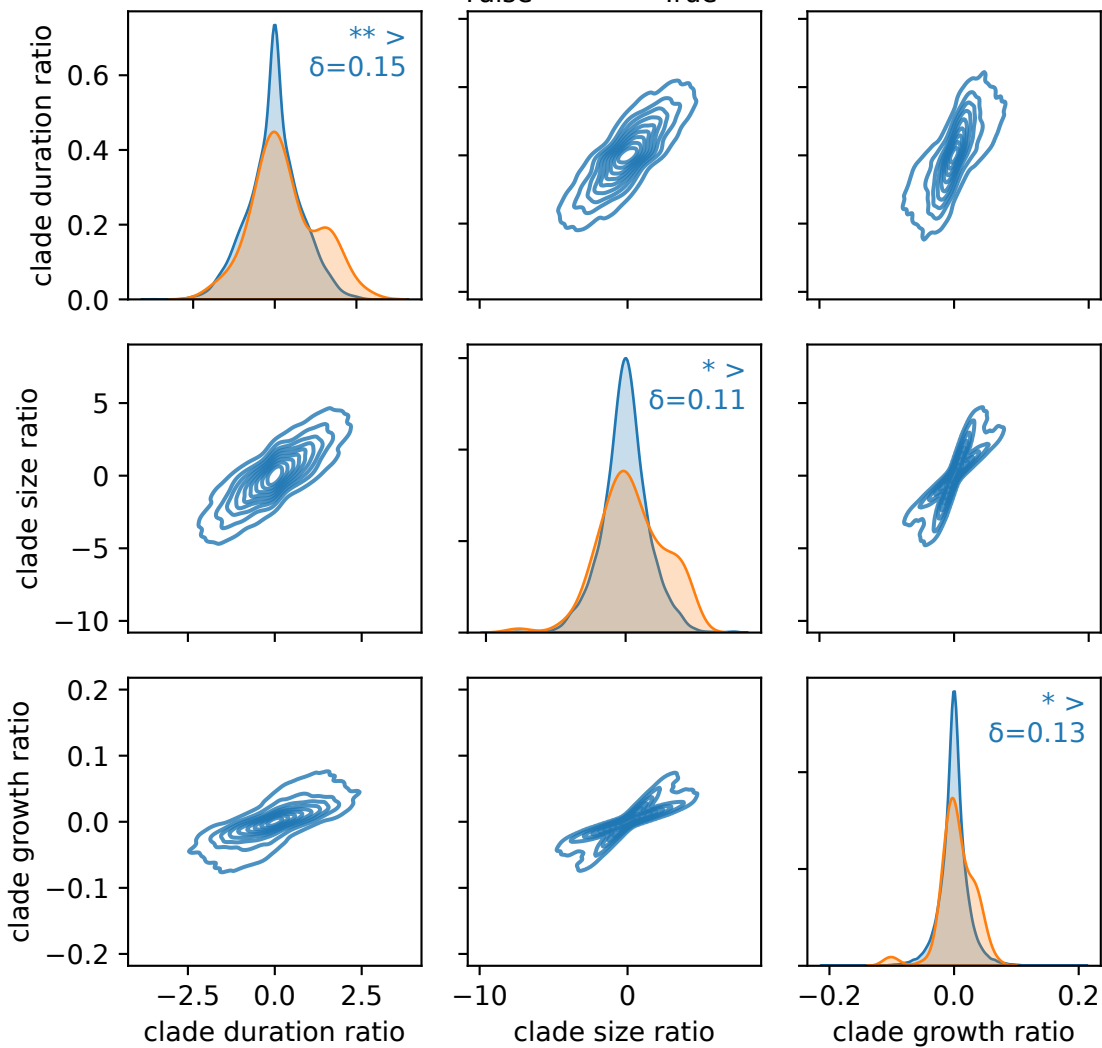 False True
clade duration ratio
0.6
0.4
0.2
0.0
** >
δ=0.15
clade size ratio
5
0
−5
−10
* >
δ=0.11
clade growth ratio
0.2
0.1
0.0
−0.1
−0.2
* >
δ=0.13
−2.5 0.0 2.5
−10 0
−0.2 0.0 0.2
clade duration ratio
clade size ratio
clade growth ratio